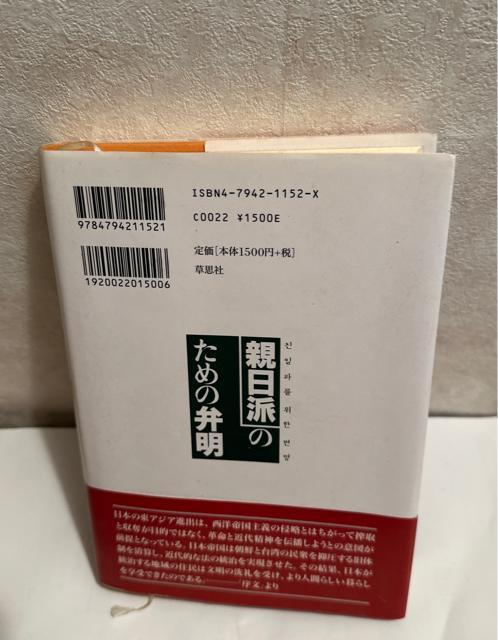 ISBN4-7942-1152-X
C0022 ¥1500E
9784794211521
定価[本体1500円+税]
草思社
1920022015006
친일파를 위한 변명
親日派の
ための弁明
日本の東アジア進出は、西洋帝国主義の侵略とはちがって搾取
と収奪が目的ではなく、革命と近代精神を伝播しようとの意図が
前提となっている。日本帝国は朝鮮と台湾の民衆を抑圧する旧体
制を清算し、近代的な法の統治を実現させた。その結果、日本が
統治する地域の住民は文明の洗礼を受け、より人間らしい暮らし
を享受できたのである。 「序文」より